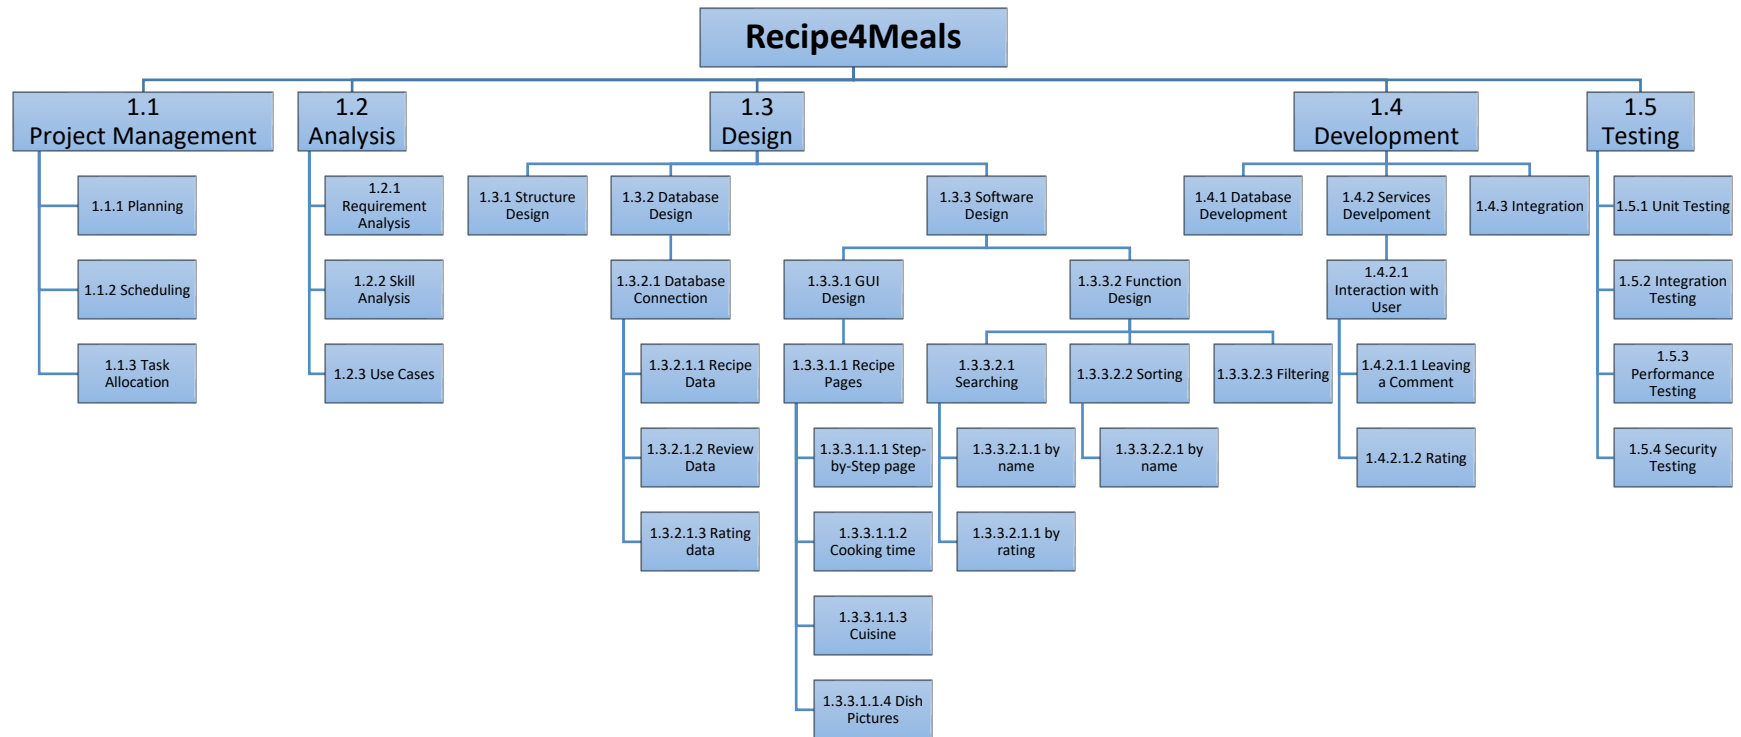 Recipe4Meals
1.1
Project Management
1.2
Analysis
1.3
Design
1.4
Development
1.5
Testing
1.1.1 Planning
1.2.1
Requirement
Analysis
1.3.1 Structure
Design
1.3.2 Database
Design
1.3.3 Software
Design
1.4.1 Database
Development
1.4.2 Services
Develpoment
1.4.3 Integration
1.5.1 Unit Testing
1.1.2 Scheduling
1.2.2 Skill
Analysis
1.3.2.1 Database
Connection
1.3.3.1 GUI
Design
1.3.3.2 Function
Design
1.4.2.1
Interaction with
User
1.5.2 Integration
Testing
1.1.3 Task
Allocation
1.2.3 Use Cases
1.3.2.1.1 Recipe
Data
1.3.3.1.1 Recipe
Pages
1.3.3.2.1
Searching
1.3.3.2.2 Sorting
1.3.3.2.3 Filtering
1.4.2.1.1 Leaving
a Comment
1.5.3
Performance
Testing
1.3.2.1.2 Review
Data
1.3.3.1.1.1 Step-
by-Step page
1.3.3.2.1.1 by
name
1.3.3.2.2.1 by
name
1.4.2.1.2 Rating
1.5.4 Security
Testing
1.3.2.1.3 Rating
data
1.3.3.1.1.2
Cooking time
1.3.3.2.1.1 by
rating
1.3.3.1.1.3
Cuisine
1.3.3.1.1.4 Dish
Pictures